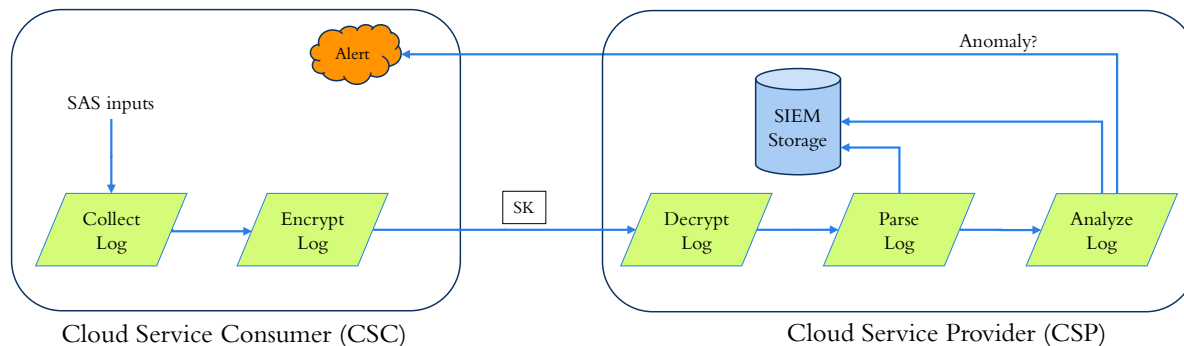 Alert
Anomaly?
SAS inputs
SIEM
Storage
Collect
Log
Encrypt
Log
SK
Decrypt
Log
Parse
Log
Analyze
Log
Cloud Service Consumer (CSC)
Cloud Service Provider (CSP)